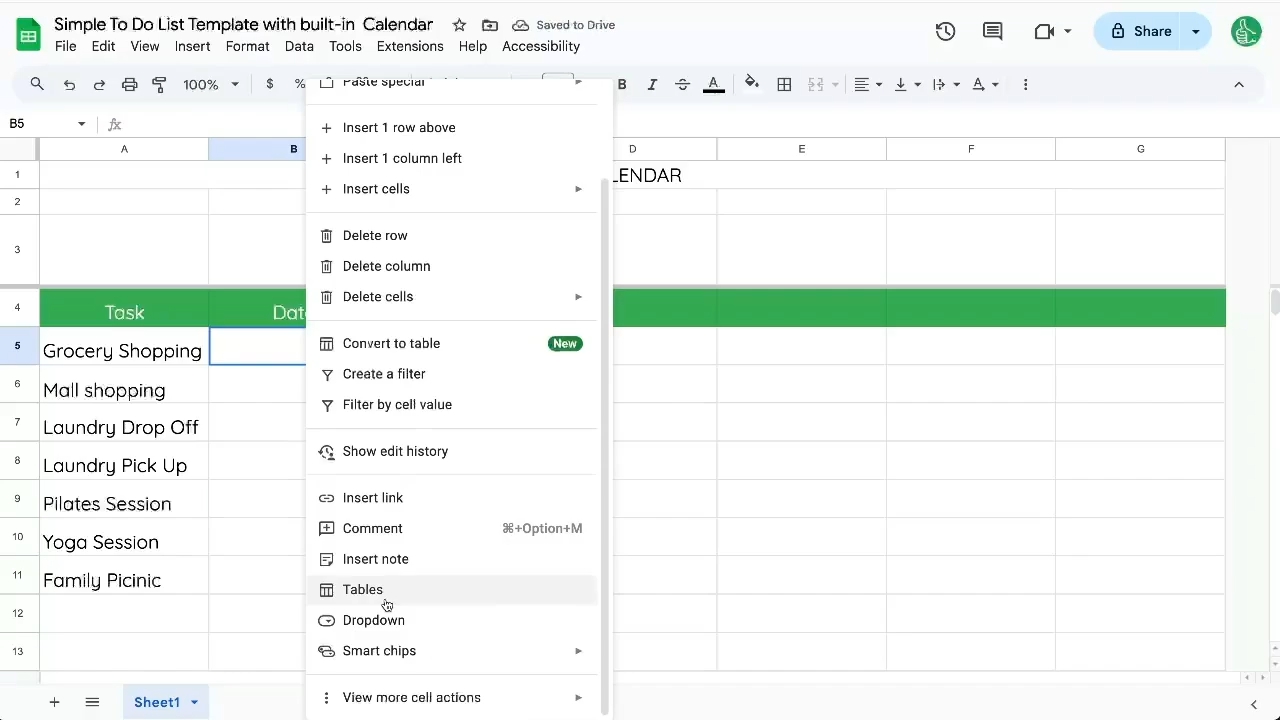 Simple To Do List Template with built-in Calendar
Saved to Drive
File Edit View Insert Format Data Tools Extensions Help Accessibility
Share
100% $ %
B I A
B5 fx
A B D E F G
Paste special
Insert 1 row above
Insert 1 column left
Insert cells
Delete row
Delete column
Delete cells
Convert to table New
Create a filter
Filter by cell value
Show edit history
Insert link
Comment ⌘+Option+M
Insert note
Tables
Dropdown
Smart chips
View more cell actions
1 LENDAR
2
3
4 Task Dat
5 Grocery Shopping
6 Mall shopping
7 Laundry Drop Off
8 Laundry Pick Up
9 Pilates Session
10 Yoga Session
11 Family Picinic
12
13
Sheet1